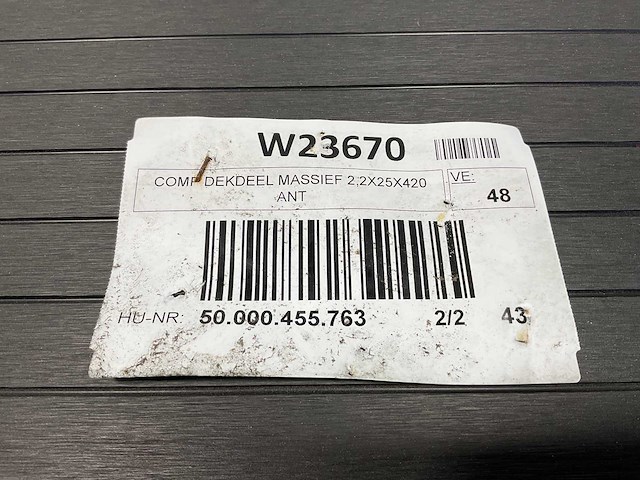 W23670
COMP DEKDEEL MASSIEF 2,2X25X420
ANT
VE:
48
HU-NR: 50.000.455.763 2/2 43